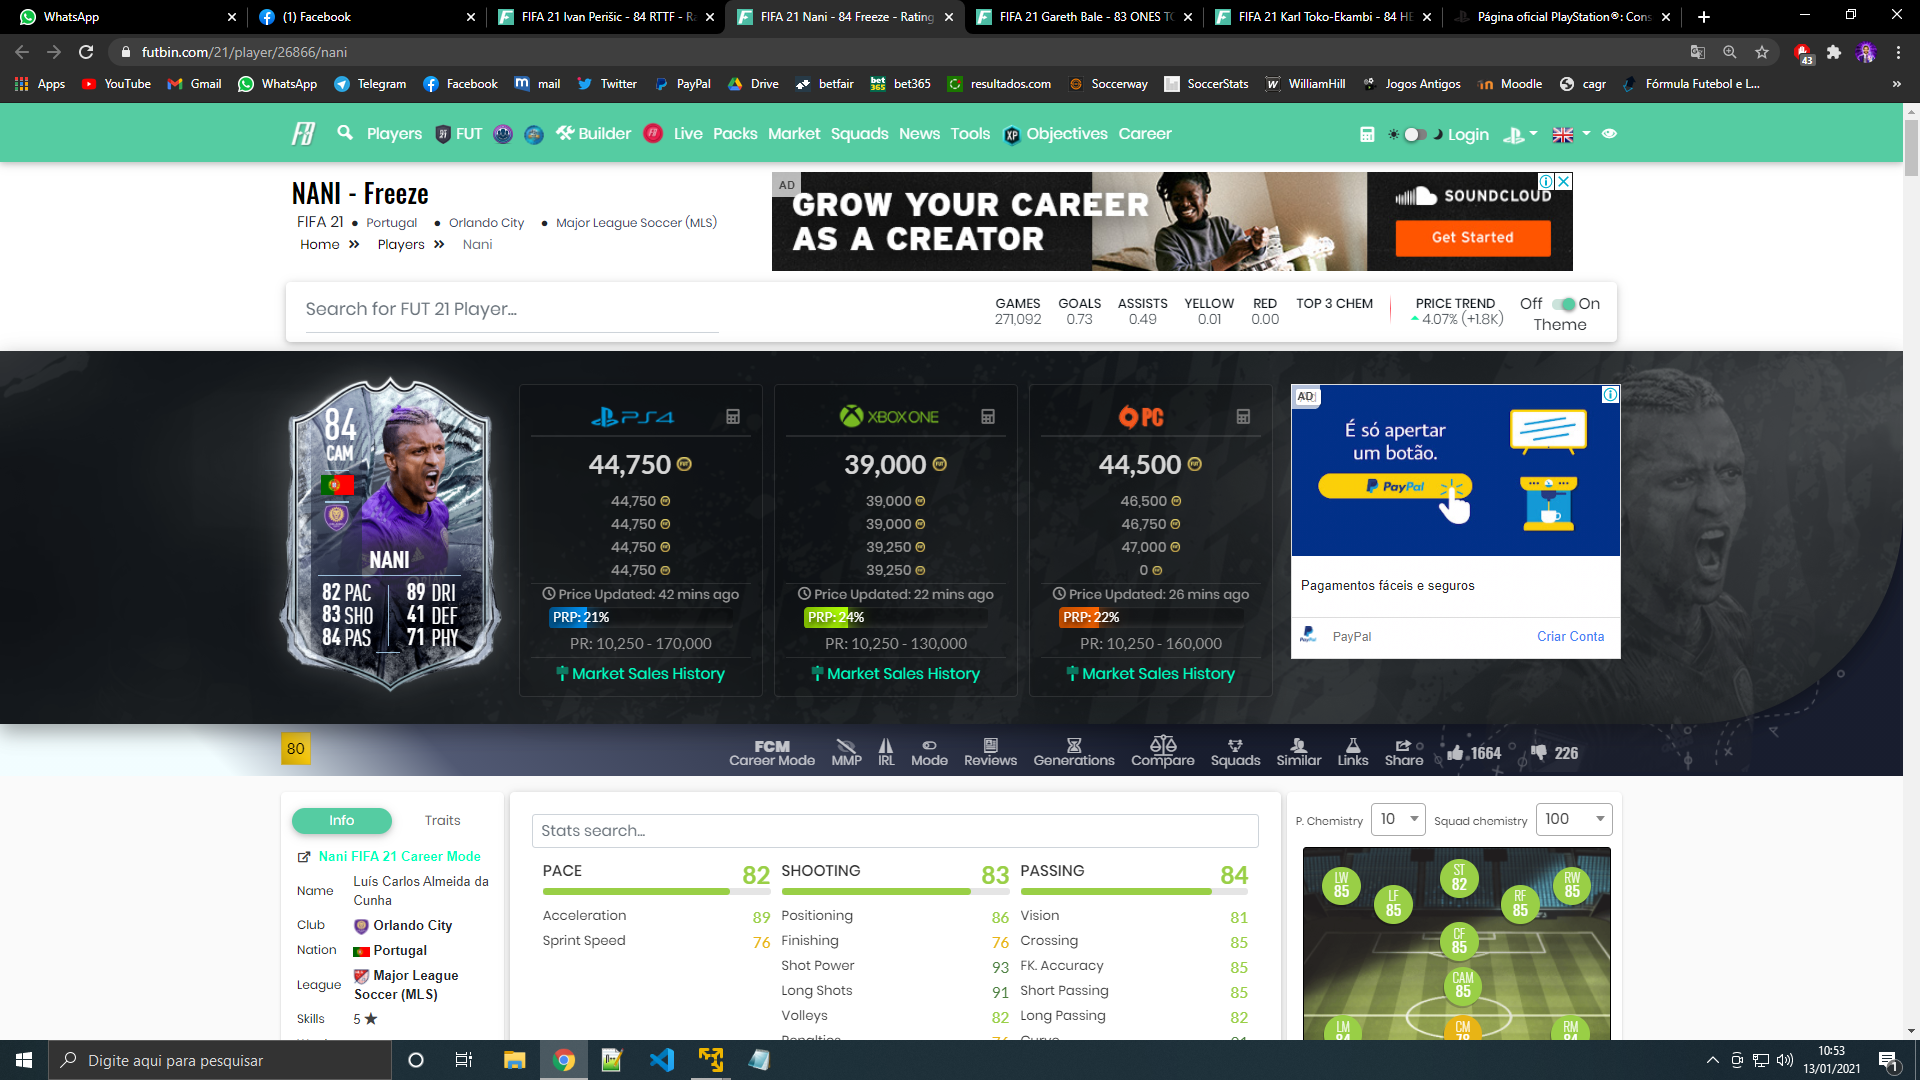 WhatsApp
(1) Facebook
FIFA 21 Ivan Perišic - 84 RTTF - Ra
FIFA 21 Nani - 84 Freeze - Rating
FIFA 21 Gareth Bale - 83 ONES TO
FIFA 21 Karl Toko-Ekambi - 84 HE
Página oficial PlayStation®: Cons
futbin.com/21/player/26866/nani
43
Apps YouTube Gmail WhatsApp Telegram Facebook mail Twitter PayPal Drive betfair bet365 resultados.com Soccerway SoccerStats WilliamHill Jogos Antigos Moodle cagr Fórmula Futebol e L... »
Players FUT Builder Live Packs Market Squads News Tools Objectives Career Login
NANI - Freeze
FIFA 21 • Portugal • Orlando City • Major League Soccer (MLS)
Home » Players » Nani
AD
GROW YOUR CAREER
AS A CREATOR
SOUNDCLOUD
Get Started
Search for FUT 21 Player...
GAMES GOALS ASSISTS YELLOW RED TOP 3 CHEM PRICE TREND Off On
271,092 0.73 0.49 0.01 0.00 4.07% (+1.8K)
Theme
84
CAM
NANI
82 PAC 89 DRI
83 SHO 41 DEF
84 PAS 71 PHY
PS4
44,750
44,750
44,750
44,750
44,750
Price Updated: 42 mins ago
PRP: 21%
PR: 10,250 - 170,000
Market Sales History
XBOX ONE
39,000
39,000
39,000
39,250
39,250
Price Updated: 22 mins ago
PRP: 24%
PR: 10,250 - 130,000
Market Sales History
PC
44,500
46,500
46,750
47,000
0
Price Updated: 26 mins ago
PRP: 22%
PR: 10,250 - 160,000
Market Sales History
AD
É só apertar
um botão.
PayPal
Pagamentos fáceis e seguros
PayPal
Criar Conta
80
FCM
Career Mode MMP IRL Mode Reviews Generations Compare Squads Similar Links Share 1664 226
Info Traits
Nani FIFA 21 Career Mode
Name Luís Carlos Almeida da
Cunha
Club Orlando City
Nation Portugal
League Major League
Soccer (MLS)
Skills 5 ★
Stats search...
PACE 82
Acceleration 89
Sprint Speed 76
SHOOTING 83
Positioning 86
Finishing 76
Shot Power 93
Long Shots 91
Volleys 82
PASSING 84
Vision 81
Crossing 85
FK. Accuracy 85
Short Passing 85
Long Passing 82
P. Chemistry 10 Squad chemistry 100
LW
85
LF
85
ST
82
RF
85
RW
85
CF
85
CAM
85
LM
84
CM
78
RM
84
Digite aqui para pesquisar
10:53
13/01/2021
1